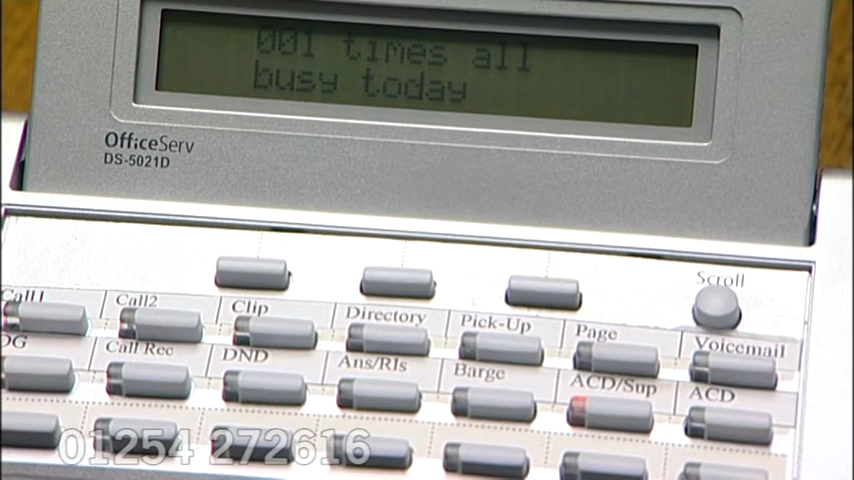 001 times all
busy today
OfficeServ
DS-5021D
Scroll
Call1 Call2 Clip Directory Pick-Up Page Voicemail
Call Rec DND Ans/Rls Barge ACD/Sup ACD
01254 272616